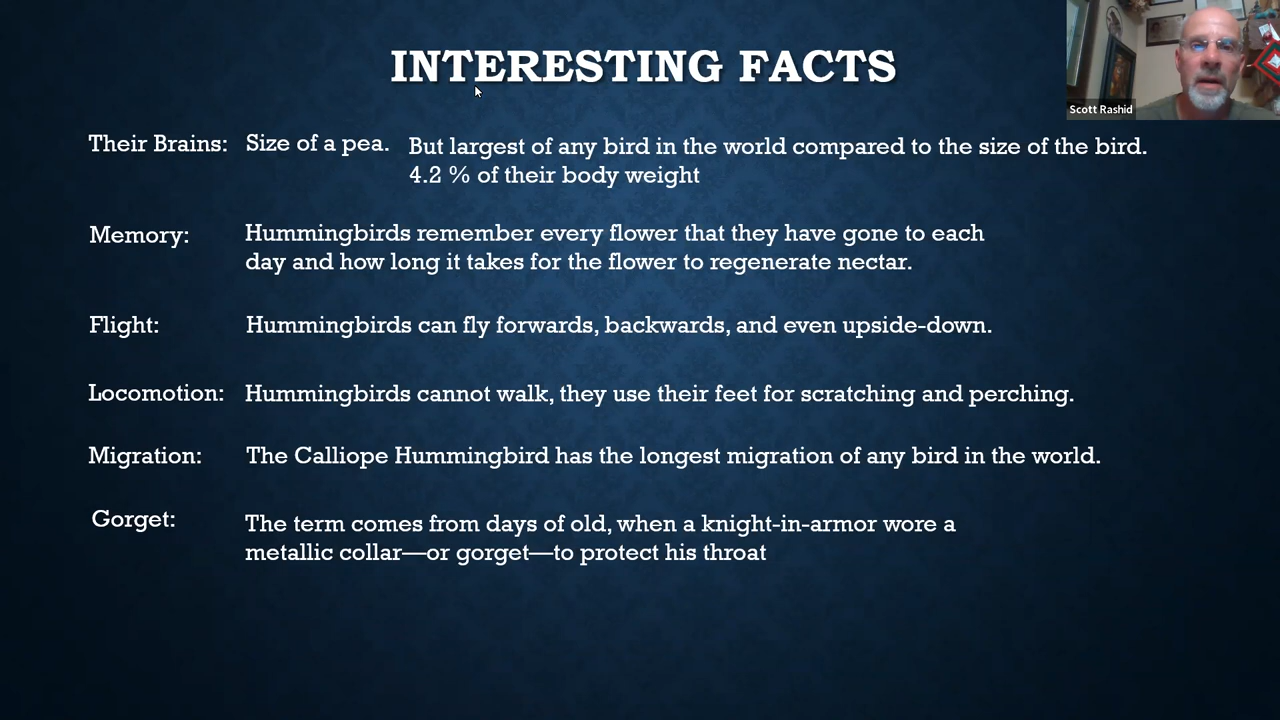 INTERESTING FACTS
Scott Rashid
Their Brains: Size of a pea. But largest of any bird in the world compared to the size of the bird.
4.2 % of their body weight
Memory: Hummingbirds remember every flower that they have gone to each
day and how long it takes for the flower to regenerate nectar.
Flight: Hummingbirds can fly forwards, backwards, and even upside-down.
Locomotion: Hummingbirds cannot walk, they use their feet for scratching and perching.
Migration: The Calliope Hummingbird has the longest migration of any bird in the world.
Gorget: The term comes from days of old, when a knight-in-armor wore a
metallic collar—or gorget—to protect his throat